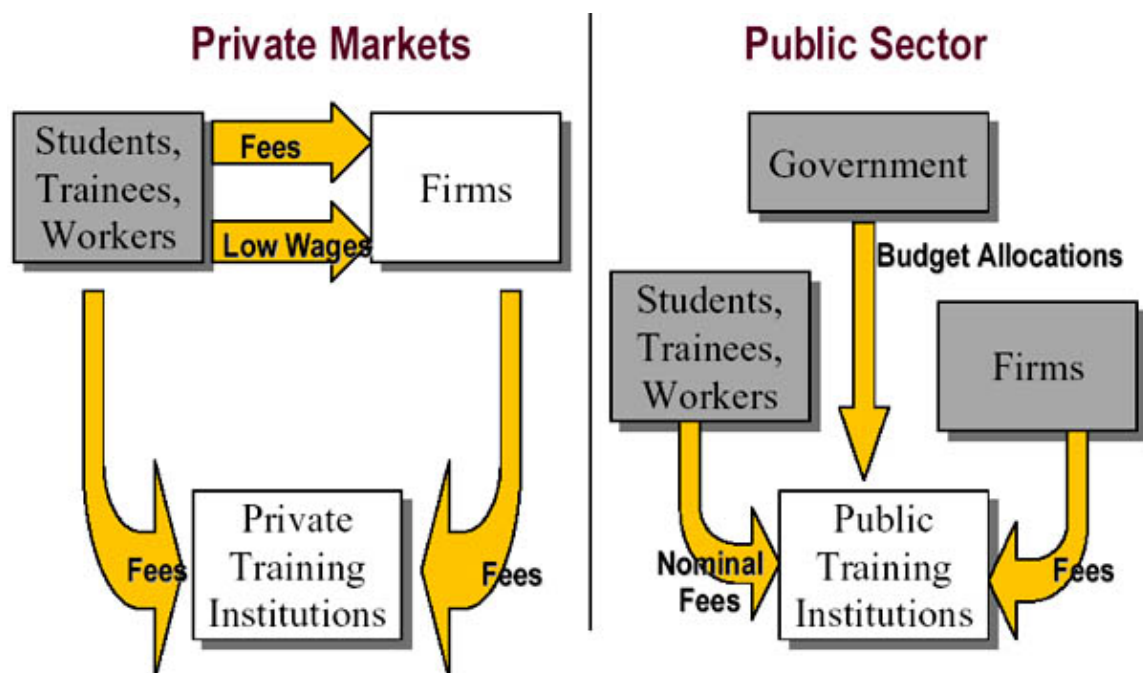 Private Markets
Students,
Trainees,
Workers
Fees
Low Wages
Firms
Fees
Private
Training
Institutions
Fees
Public Sector
Government
Budget Allocations
Students,
Trainees,
Workers
Firms
Nominal
Fees
Public
Training
Institutions
Fees